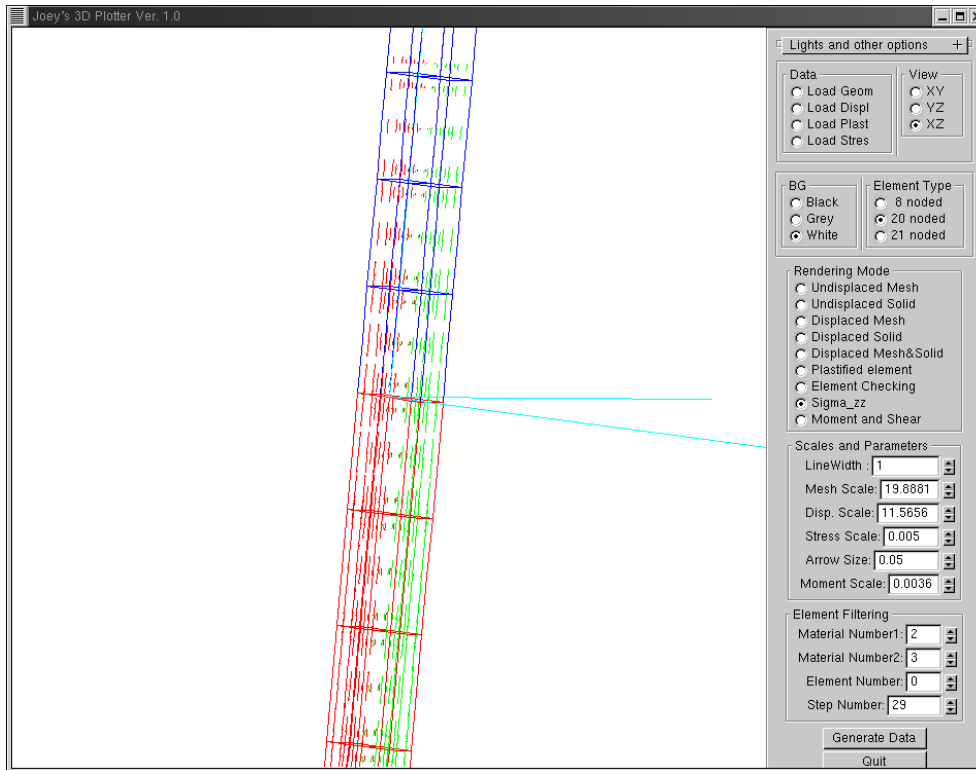 Joey's 3D Plotter Ver. 1.0
Lights and other options +
Data
Load Geom
Load Displ
Load Plast
Load Stres
View
XY
YZ
XZ
BG
Black
Grey
White
Element Type
8 noded
20 noded
21 noded
Rendering Mode
Undisplaced Mesh
Undisplaced Solid
Displaced Mesh
Displaced Solid
Displaced Mesh&Solid
Plastified element
Element Checking
Sigma_zz
Moment and Shear
Scales and Parameters
LineWidth : 1
Mesh Scale: 19.8881
Disp. Scale: 11.5656
Stress Scale: 0.005
Arrow Size: 0.05
Moment Scale: 0.0036
Element Filtering
Material Number1: 2
Material Number2: 3
Element Number: 0
Step Number: 29
Generate Data
Quit